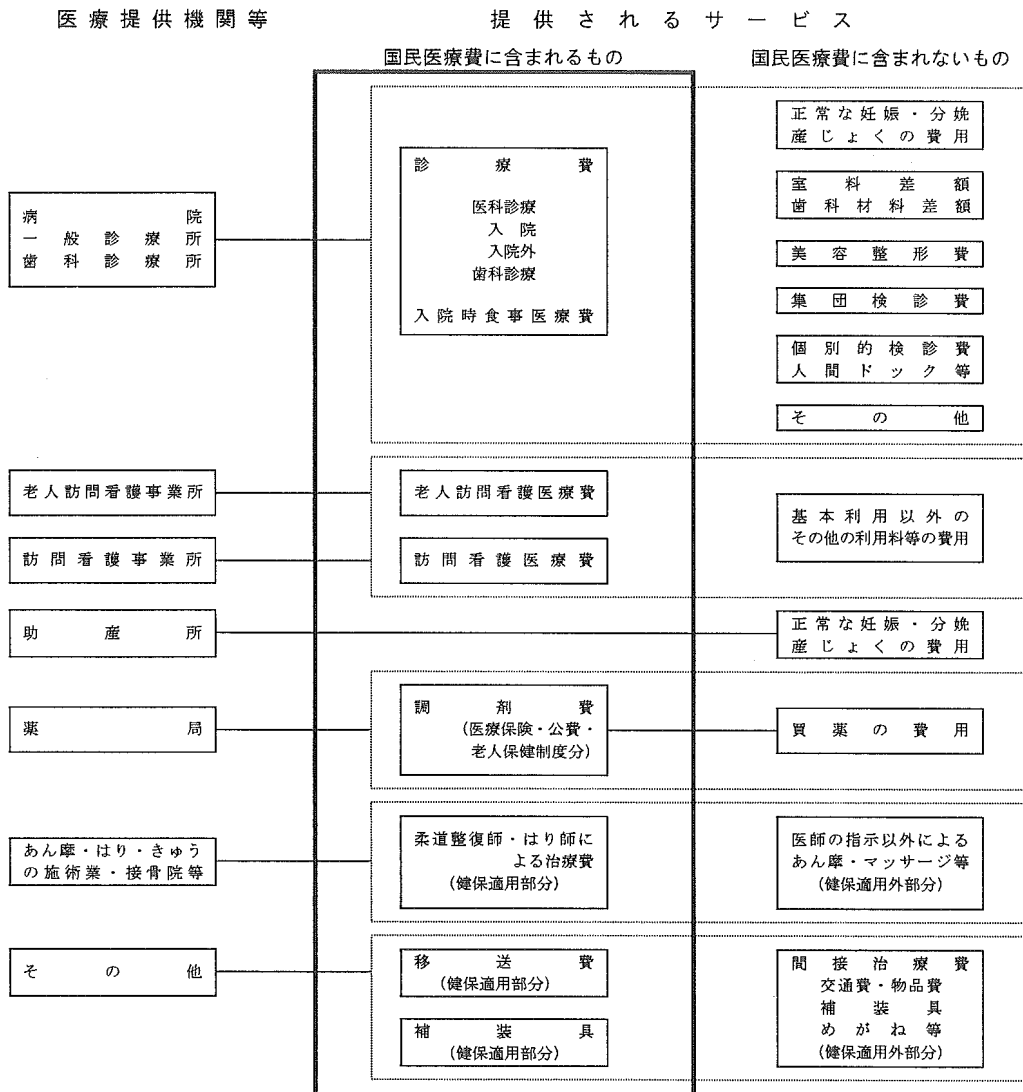 医療提供機関等
提供されるサービス
国民医療費に含まれるもの
国民医療費に含まれないもの
病院
一般診療所
歯科診療所
診療費
医科診療
入院
入院外
歯科診療
入院時食事医療費
正常な妊娠・分娩
産じょくの費用
室料差額
歯科材料差額
美容整形費
集団検診費
個別的検診費
人間ドック等
その他
老人訪問看護事業所
老人訪問看護医療費
訪問看護事業所
訪問看護医療費
基本利用以外の
その他の利用料等の費用
助産所
正常な妊娠・分娩
産じょくの費用
薬局
調剤費
(医療保険・公費・
老人保健制度分)
買薬の費用
あん摩・はり・きゅう
の施術業・接骨院等
柔道整復師・はり師に
よる治療費
(健保適用部分)
医師の指示以外による
あん摩・マッサージ等
(健保適用外部分)
その他
移送費
(健保適用部分)
補装具
(健保適用部分)
間接治療費
交通費・物品費
補装具
めがね等
(健保適用外部分)